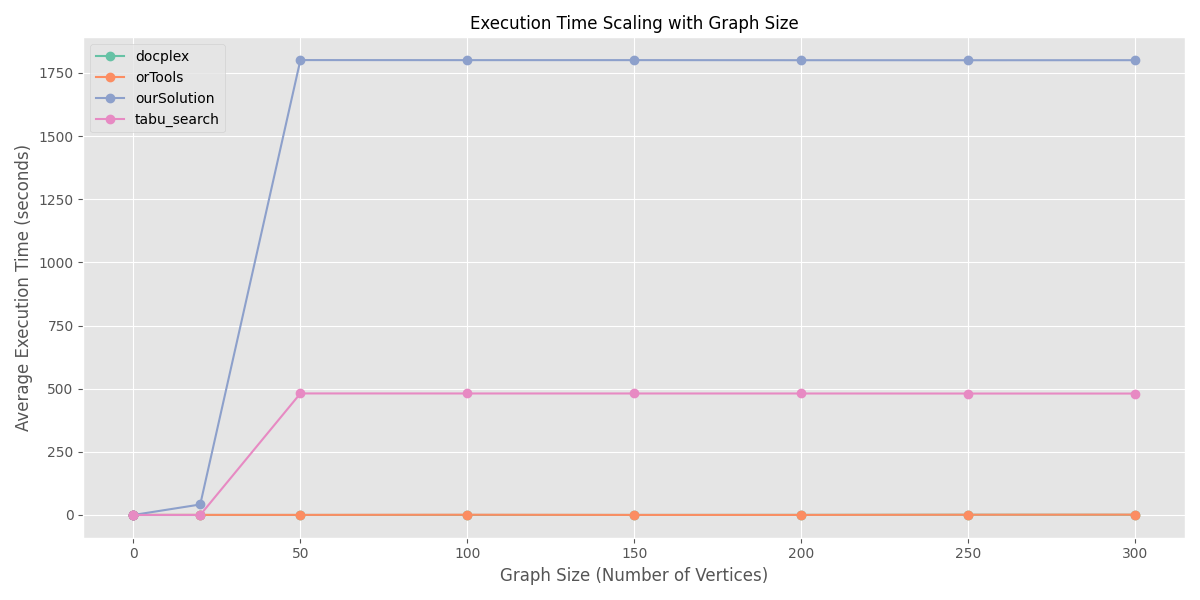 Execution Time Scaling with Graph Size
docplex
orTools
ourSolution
tabu_search
Average Execution Time (seconds)
1750
1500
1250
1000
750
500
250
0
0 50 100 150 200 250 300
Graph Size (Number of Vertices)